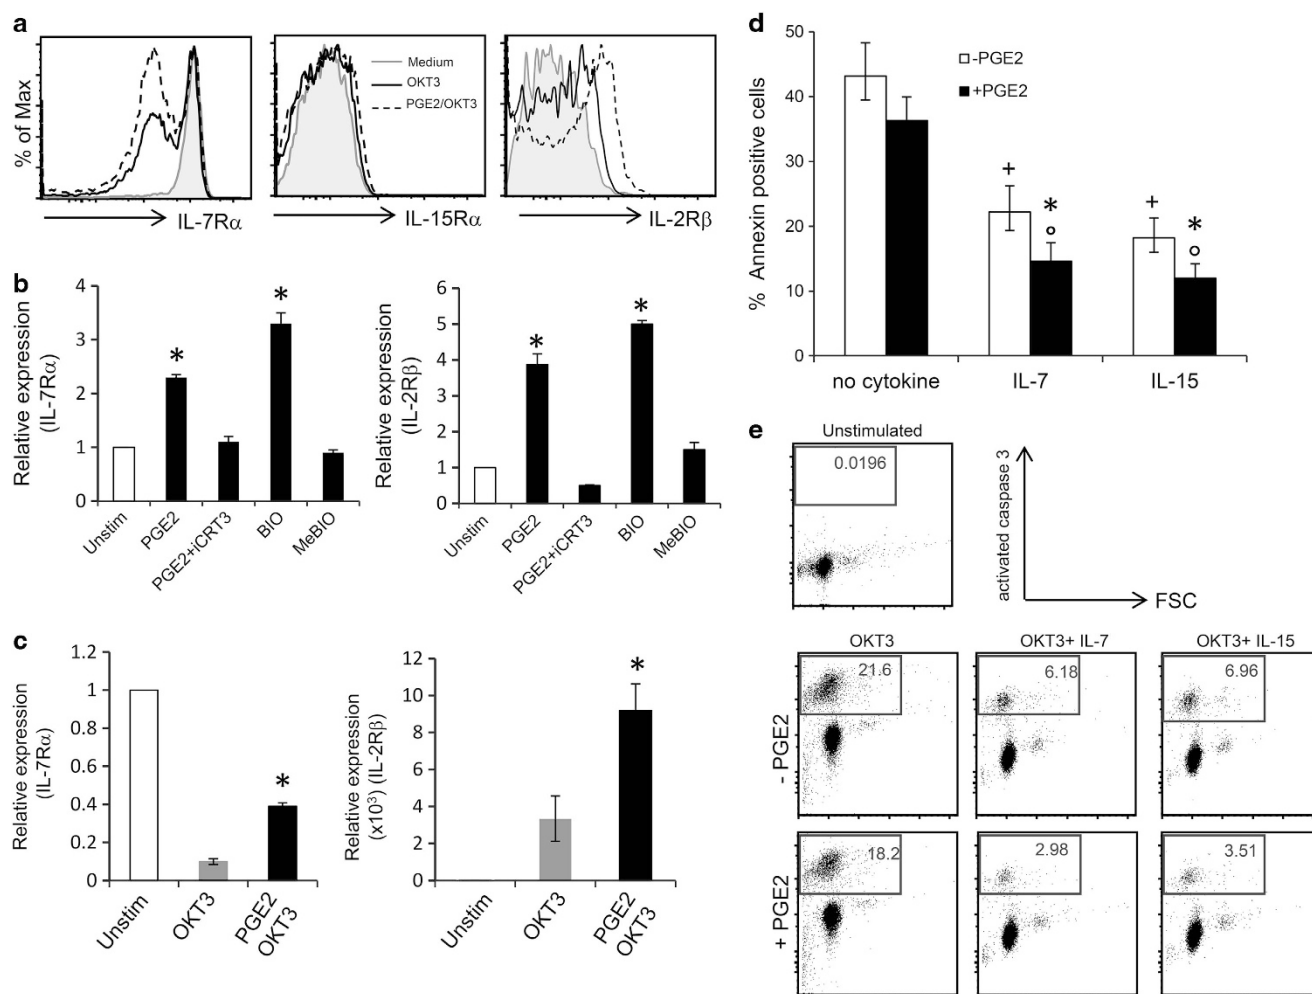 a
% of Max
Medium
OKT3
PGE2/OKT3
IL-7Rα
IL-15Rα
IL-2Rβ
b
Relative expression
(IL-7Rα)
4
3
2
1
0
Unstim
PGE2
PGE2+iCRT3
BIO
MeBIO
*
*
Relative expression
(IL-2Rβ)
6
5
4
3
2
1
0
Unstim
PGE2
PGE2+iCRT3
BIO
MeBIO
*
*
c
Relative expression
(IL-7Rα)
1.2
1
0.8
0.6
0.4
0.2
0
Unstim
OKT3
PGE2
OKT3
*
Relative expression
(x10³) (IL-2Rβ)
12
10
8
6
4
2
0
Unstim
OKT3
PGE2
OKT3
*
d
% Annexin positive cells
50
40
30
20
10
0
-PGE2
+PGE2
+
*
°
+
*
°
no cytokine
IL-7
IL-15
e
Unstimulated
0.0196
activated caspase 3
FSC
OKT3
OKT3+ IL-7
OKT3+ IL-15
- PGE2
21.6
6.18
6.96
+ PGE2
18.2
2.98
3.51